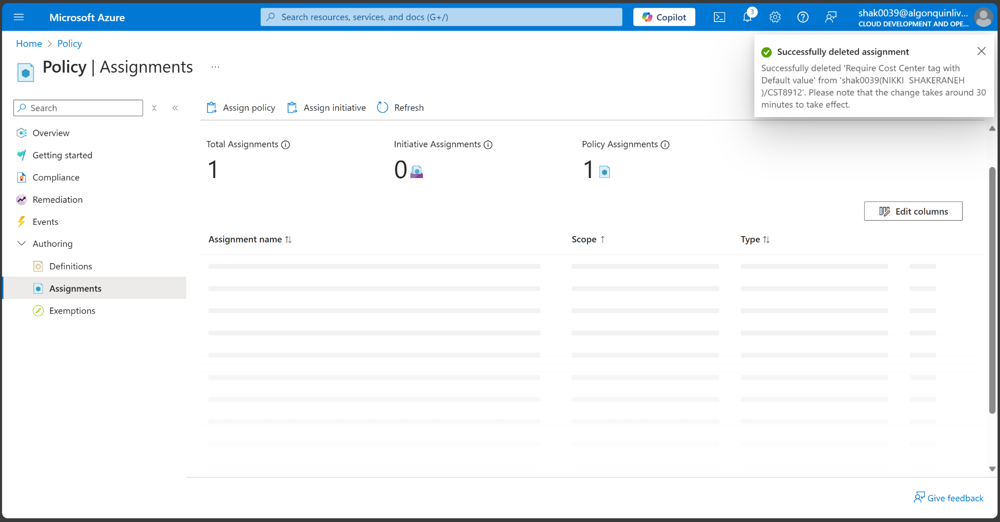 Microsoft Azure
Search resources, services, and docs (G+/)
Copilot
3
shak0039@algonquinliv...
CLOUD DEVELOPMENT AND OPE...
Home > Policy
Policy | Assignments ...
Successfully deleted assignment
Successfully deleted 'Require Cost Center tag with
Default value' from 'shak0039(NIKKI SHAKERANEH
)/CST8912'. Please note that the change takes around 30
minutes to take effect.
Search
Assign policy
Assign initiative
Refresh
Overview
Getting started
Compliance
Remediation
Events
Authoring
Definitions
Assignments
Exemptions
Total Assignments
1
Initiative Assignments
0
Policy Assignments
1
Edit columns
Assignment name
Scope
Type
Give feedback